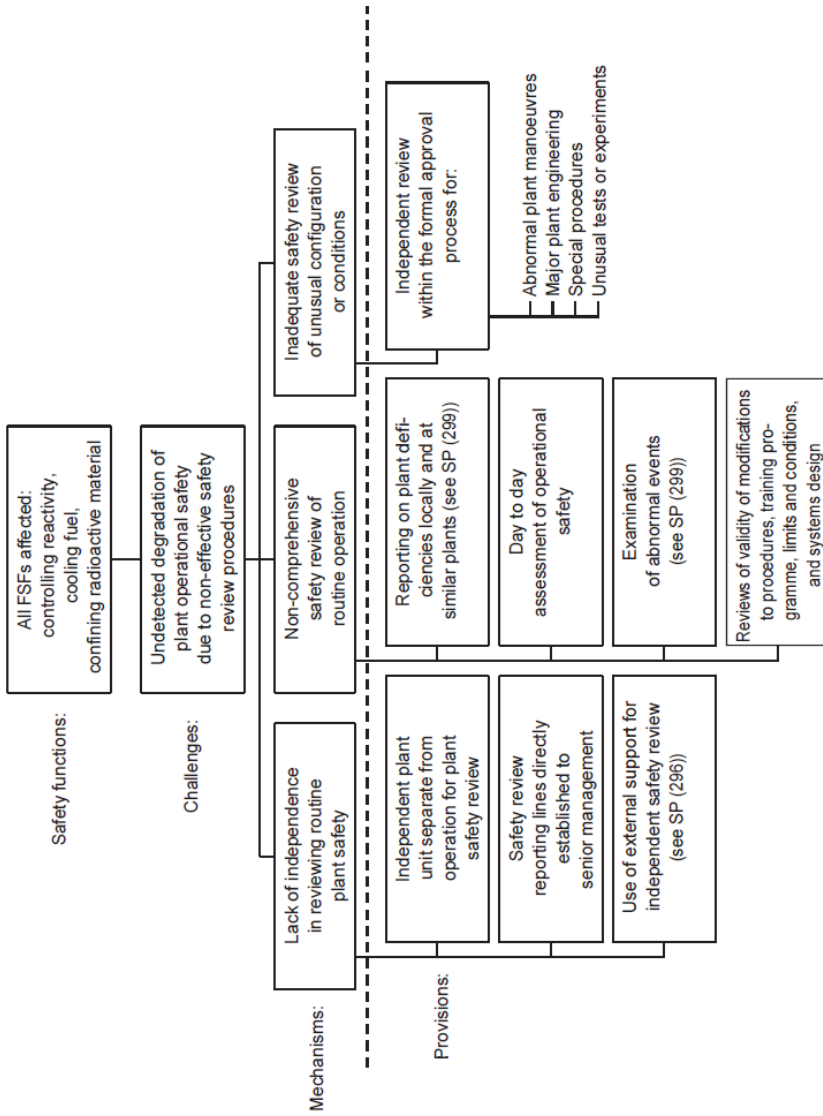 Safety functions:
All FSFs affected:
controlling reactivity,
cooling fuel,
confining radioactive material
Challenges:
Undetected degradation of
plant operational safety
due to non-effective safety
review procedures
Mechanisms:
Lack of independence
in reviewing routine
plant safety
Non-comprehensive
safety review of
routine operation
Inadequate safety review
of unusual configuration
or conditions
Provisions:
Independent plant
unit separate from
operation for plant
safety review
Safety review
reporting lines directly
established to
senior management
Use of external support for
independent safety review
(see SP (296))
Reporting on plant defi-
ciencies locally and at
similar plants (see SP (299))
Day to day
assessment of operational
safety
Examination
of abnormal events
(see SP (299))
Reviews of validity of modifications
to procedures, training pro-
gramme, limits and conditions,
and systems design
Independent review
within the formal approval
process for:
Abnormal plant manoeuvres
Major plant engineering
Special procedures
Unusual tests or experiments